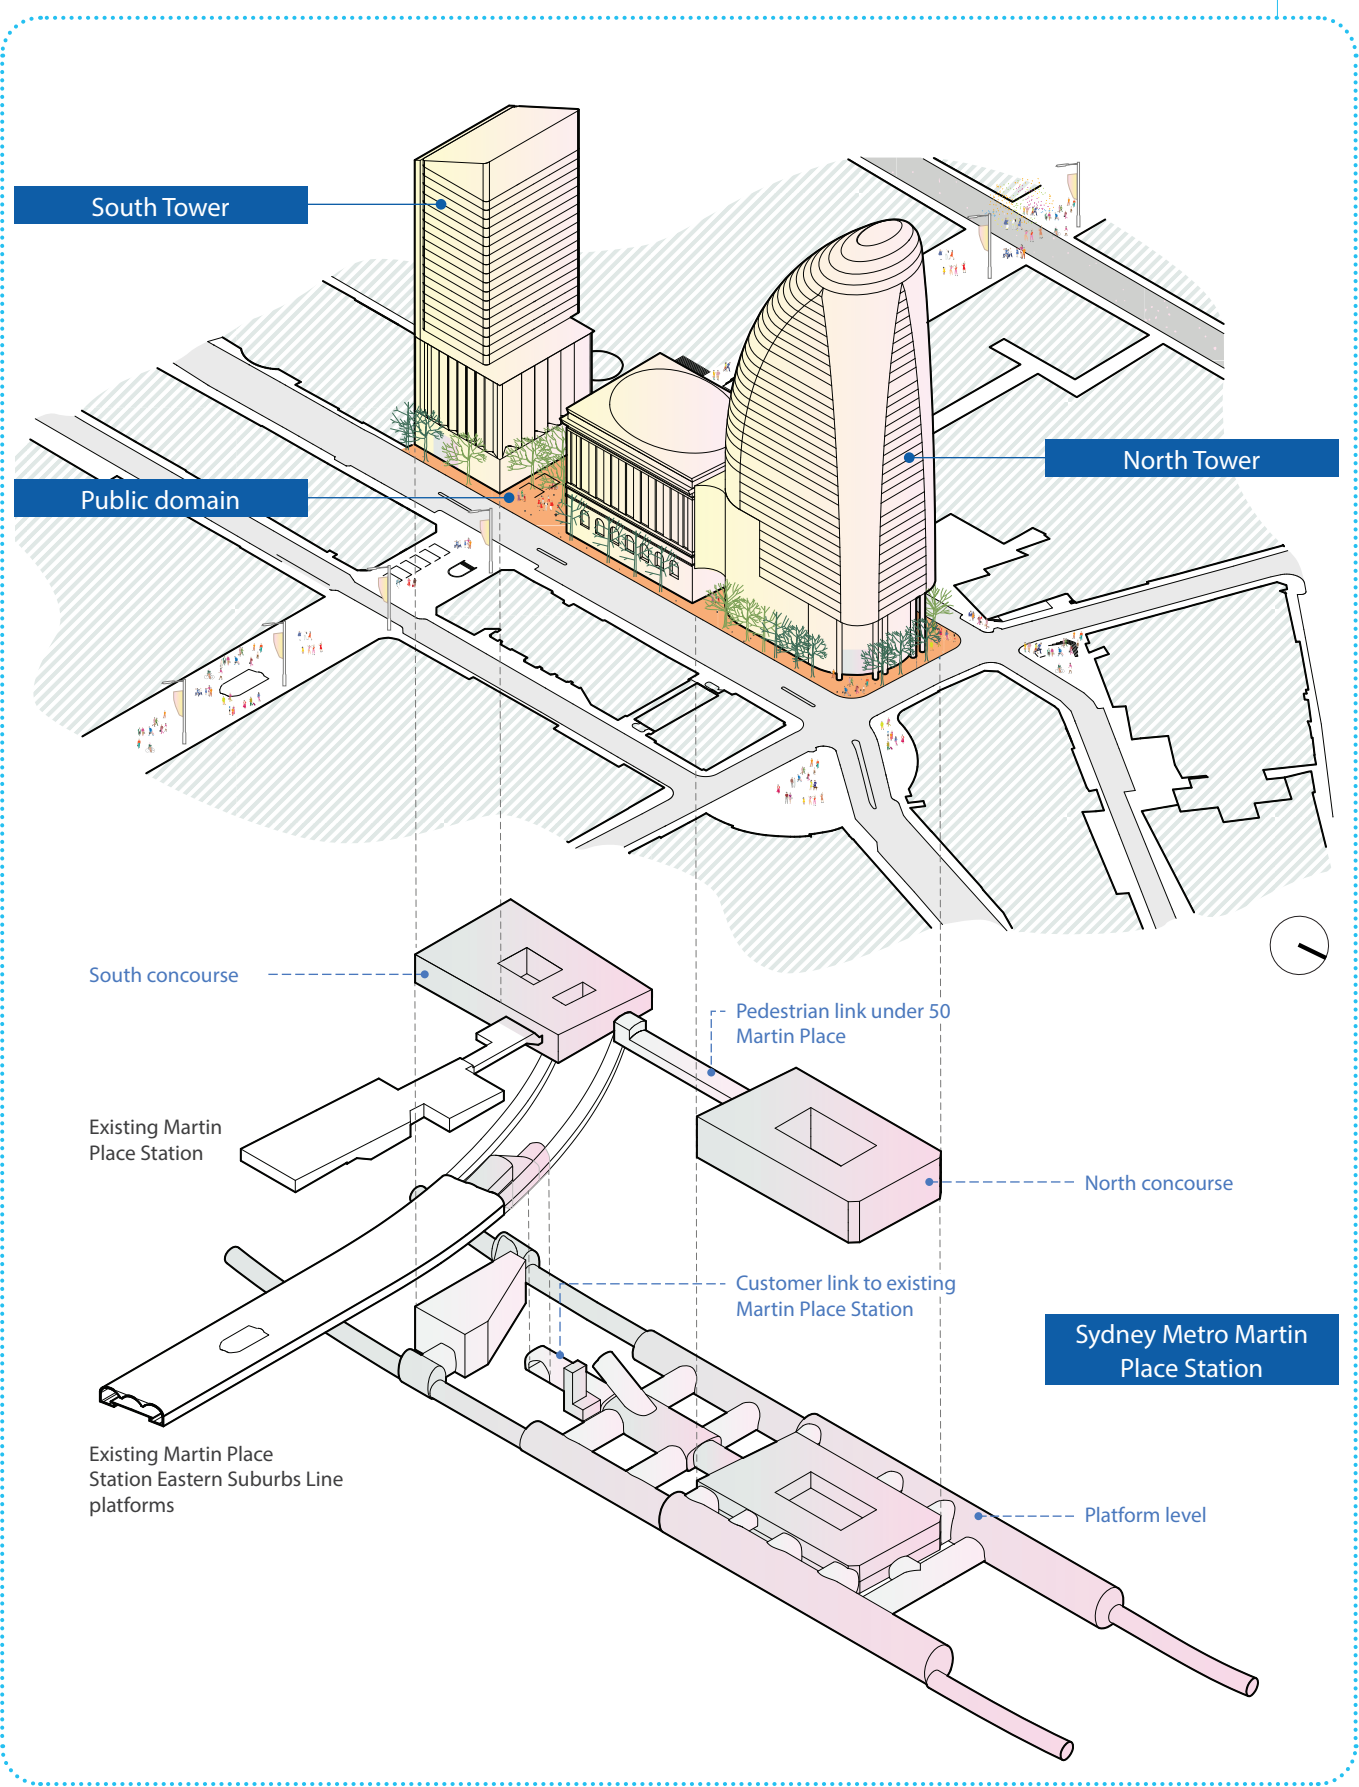 South Tower
North Tower
Public domain
South concourse
Pedestrian link under 50
Martin Place
Existing Martin
Place Station
North concourse
Customer link to existing
Martin Place Station
Sydney Metro Martin
Place Station
Existing Martin Place
Station Eastern Suburbs Line
platforms
Platform level